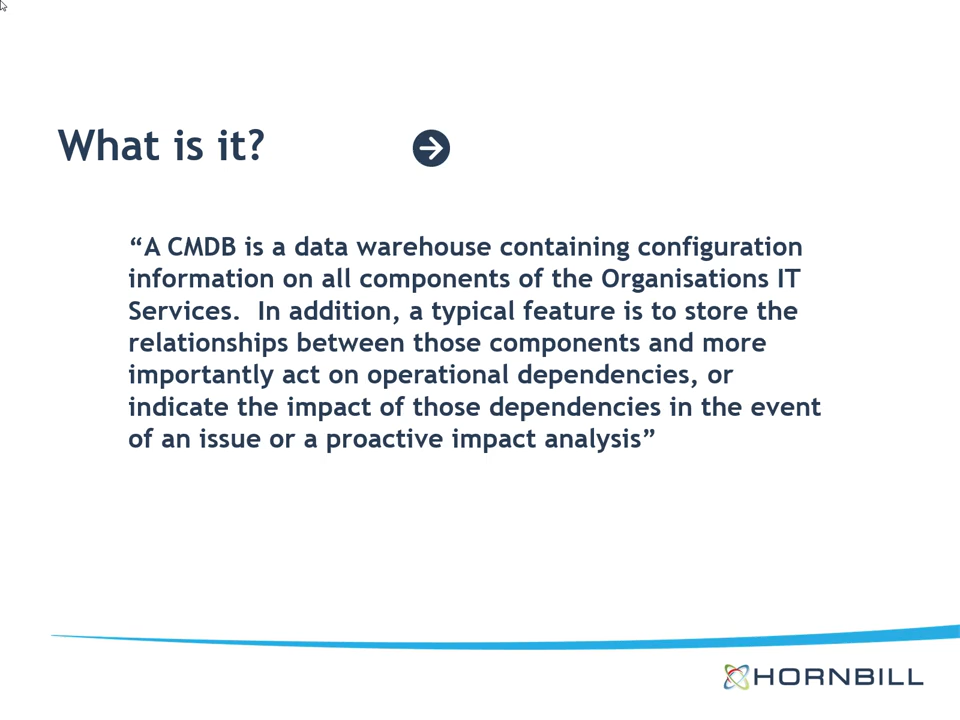 What is it?
“A CMDB is a data warehouse containing configuration
information on all components of the Organisations IT
Services.  In addition, a typical feature is to store the
relationships between those components and more
importantly act on operational dependencies, or
indicate the impact of those dependencies in the event
of an issue or a proactive impact analysis”
HORNBILL